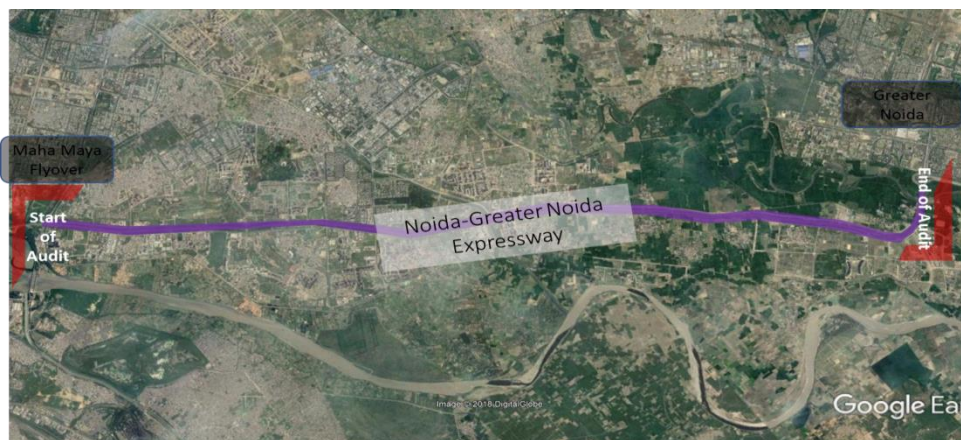 Maha Maya
Flyover
Start
of
Audit
Noida-Greater Noida
Expressway
Greater
Noida
End of Audit
Image © 2018 DigitalGlobe
Google Ear